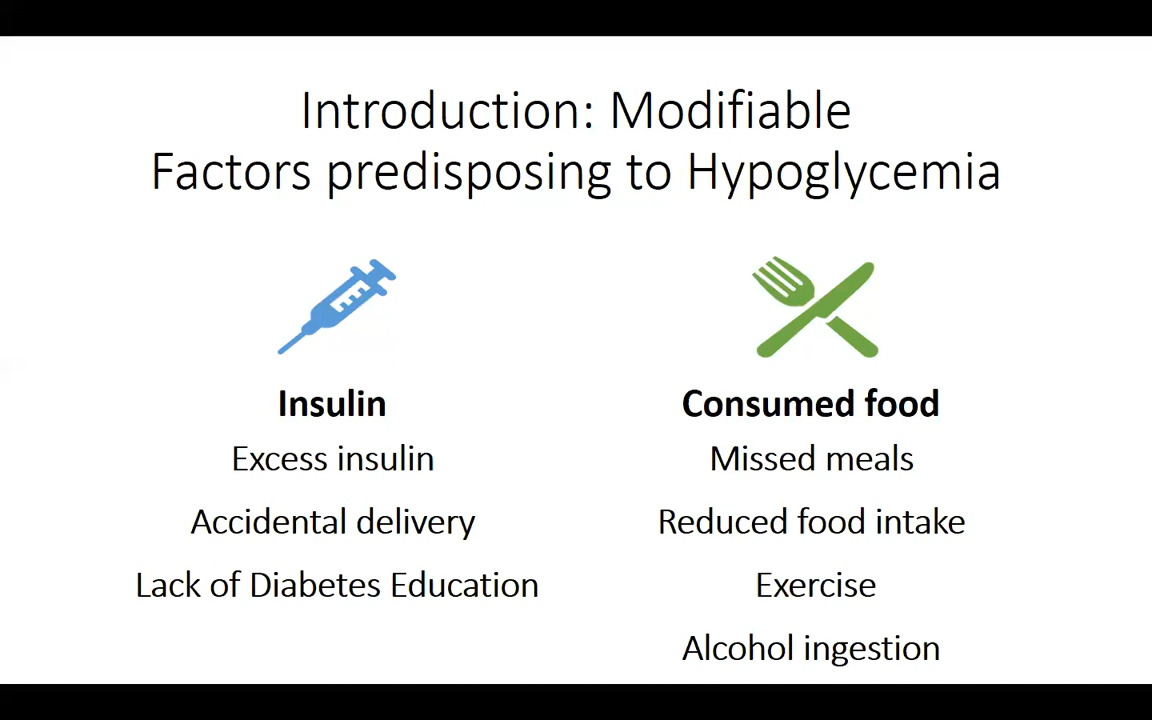 Introduction: Modifiable
Factors predisposing to Hypoglycemia
Insulin
Excess insulin
Accidental delivery
Lack of Diabetes Education
Consumed food
Missed meals
Reduced food intake
Exercise
Alcohol ingestion